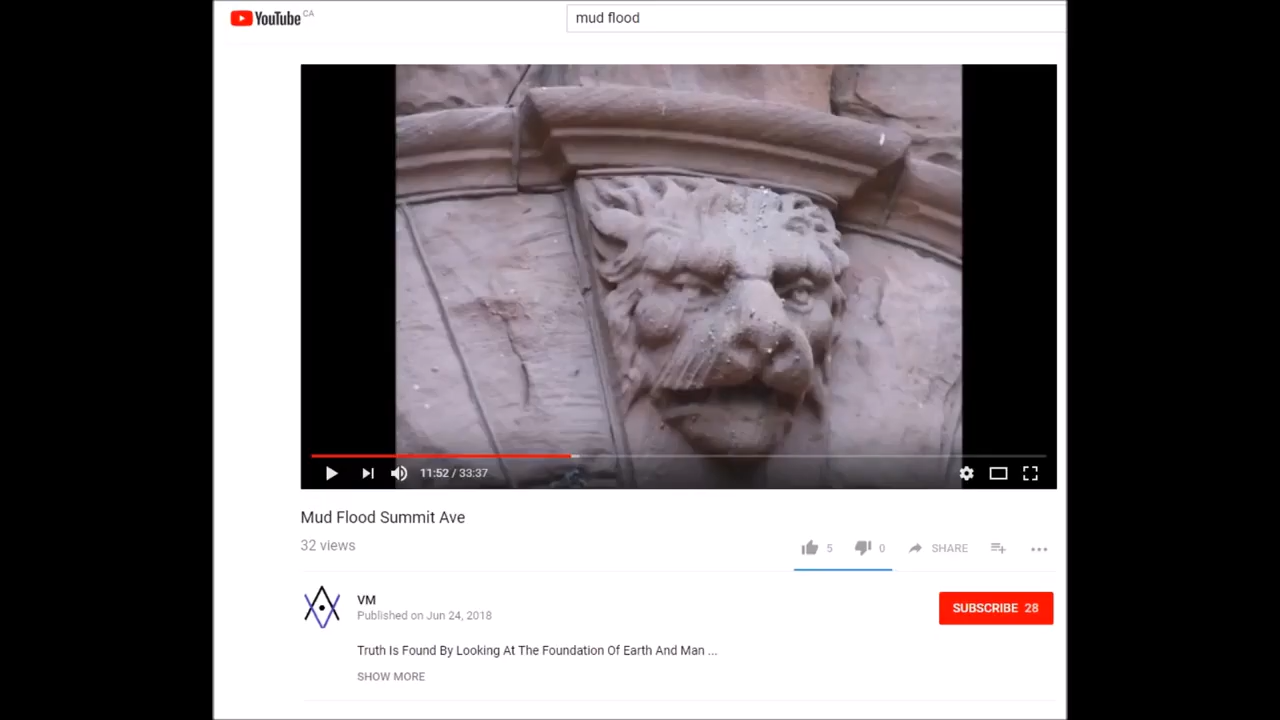 YouTube CA
mud flood
11:52 / 33:37
Mud Flood Summit Ave
32 views
5
0
SHARE
VM
Published on Jun 24, 2018
SUBSCRIBE 28
Truth Is Found By Looking At The Foundation Of Earth And Man ...
SHOW MORE